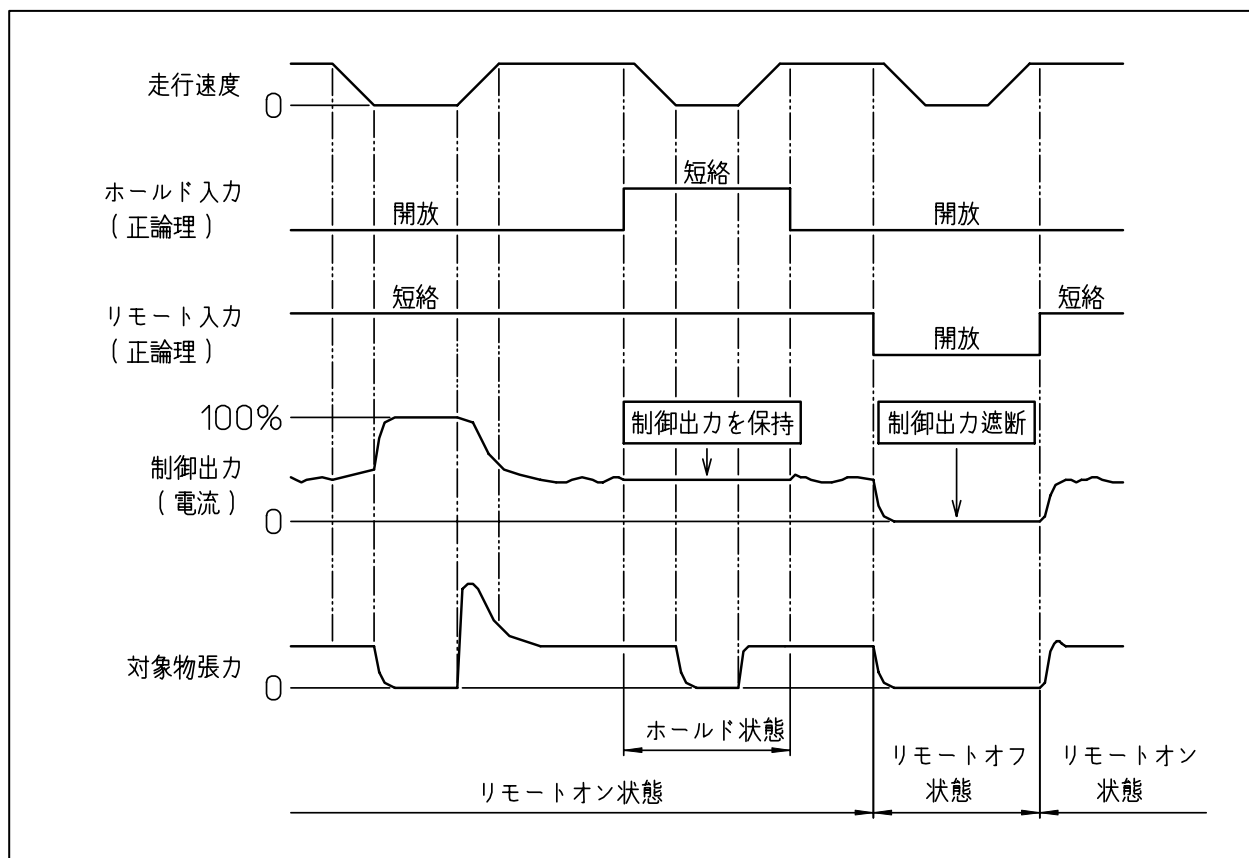 走行速度
0
ホールド入力
(正論理)
開放
短絡
開放
リモート入力
(正論理)
短絡
開放
短絡
100%
制御出力
(電流)
0
制御出力を保持
制御出力遮断
対象物張力
0
ホールド状態
リモートオン状態
リモートオフ
状態
リモートオン
状態